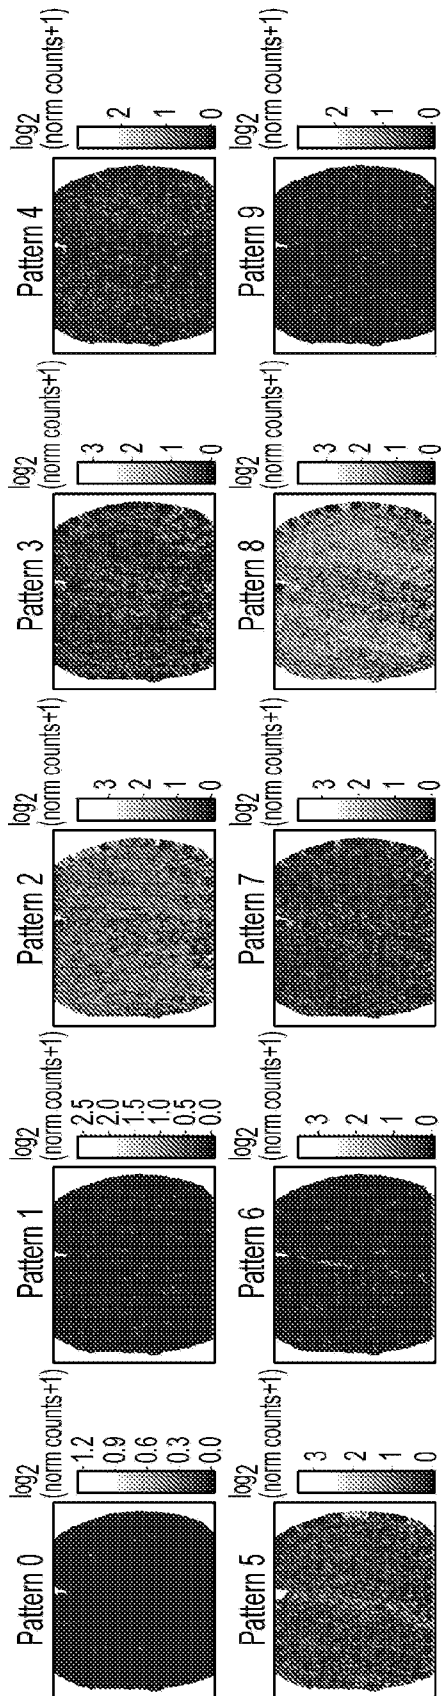 Pattern 0
log2
(norm counts+1)
1.2
0.9
0.6
0.3
0.0
Pattern 1
log2
(norm counts+1)
2.5
2.0
1.5
1.0
0.5
0.0
Pattern 2
log2
(norm counts+1)
3
2
1
0
Pattern 3
log2
(norm counts+1)
3
2
1
0
Pattern 4
log2
(norm counts+1)
2
1
0
Pattern 5
log2
(norm counts+1)
3
2
1
0
Pattern 6
log2
(norm counts+1)
3
2
1
0
Pattern 7
log2
(norm counts+1)
3
2
1
0
Pattern 8
log2
(norm counts+1)
3
2
1
0
Pattern 9
log2
(norm counts+1)
2
1
0